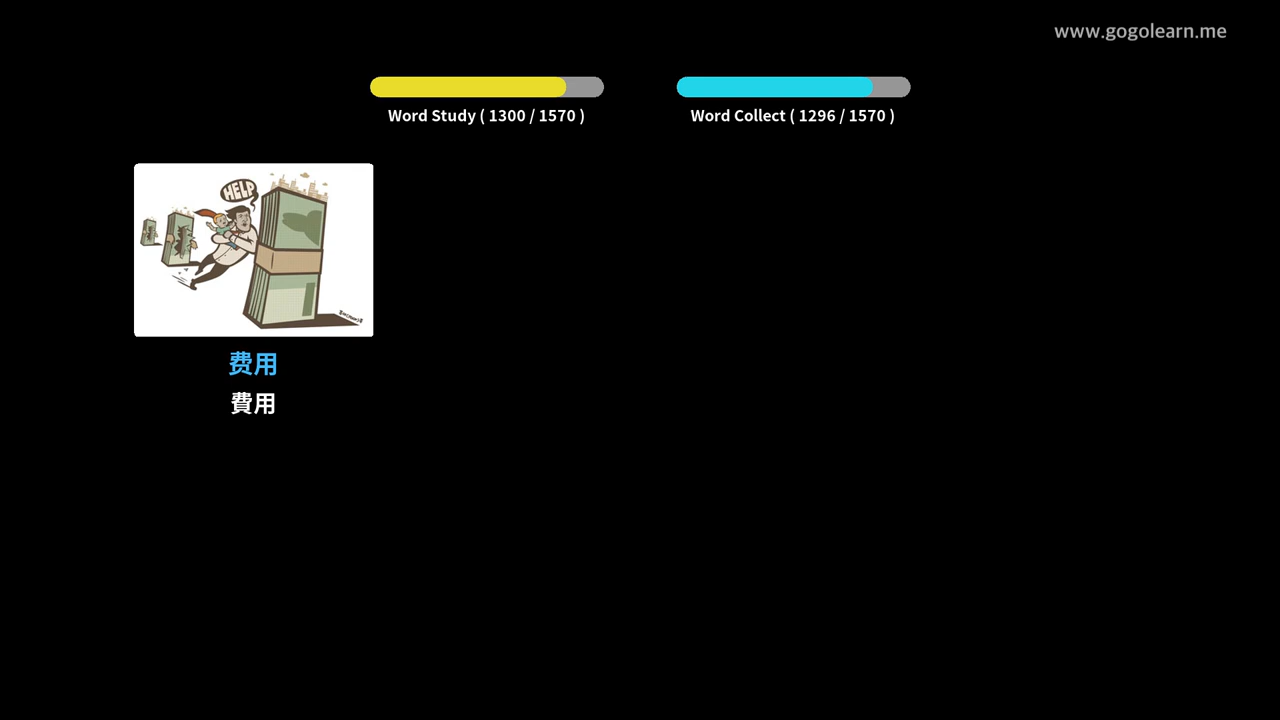 www.gogolearn.me
Word Study ( 1300 / 1570 )
Word Collect ( 1296 / 1570 )
HELP
费用
費用